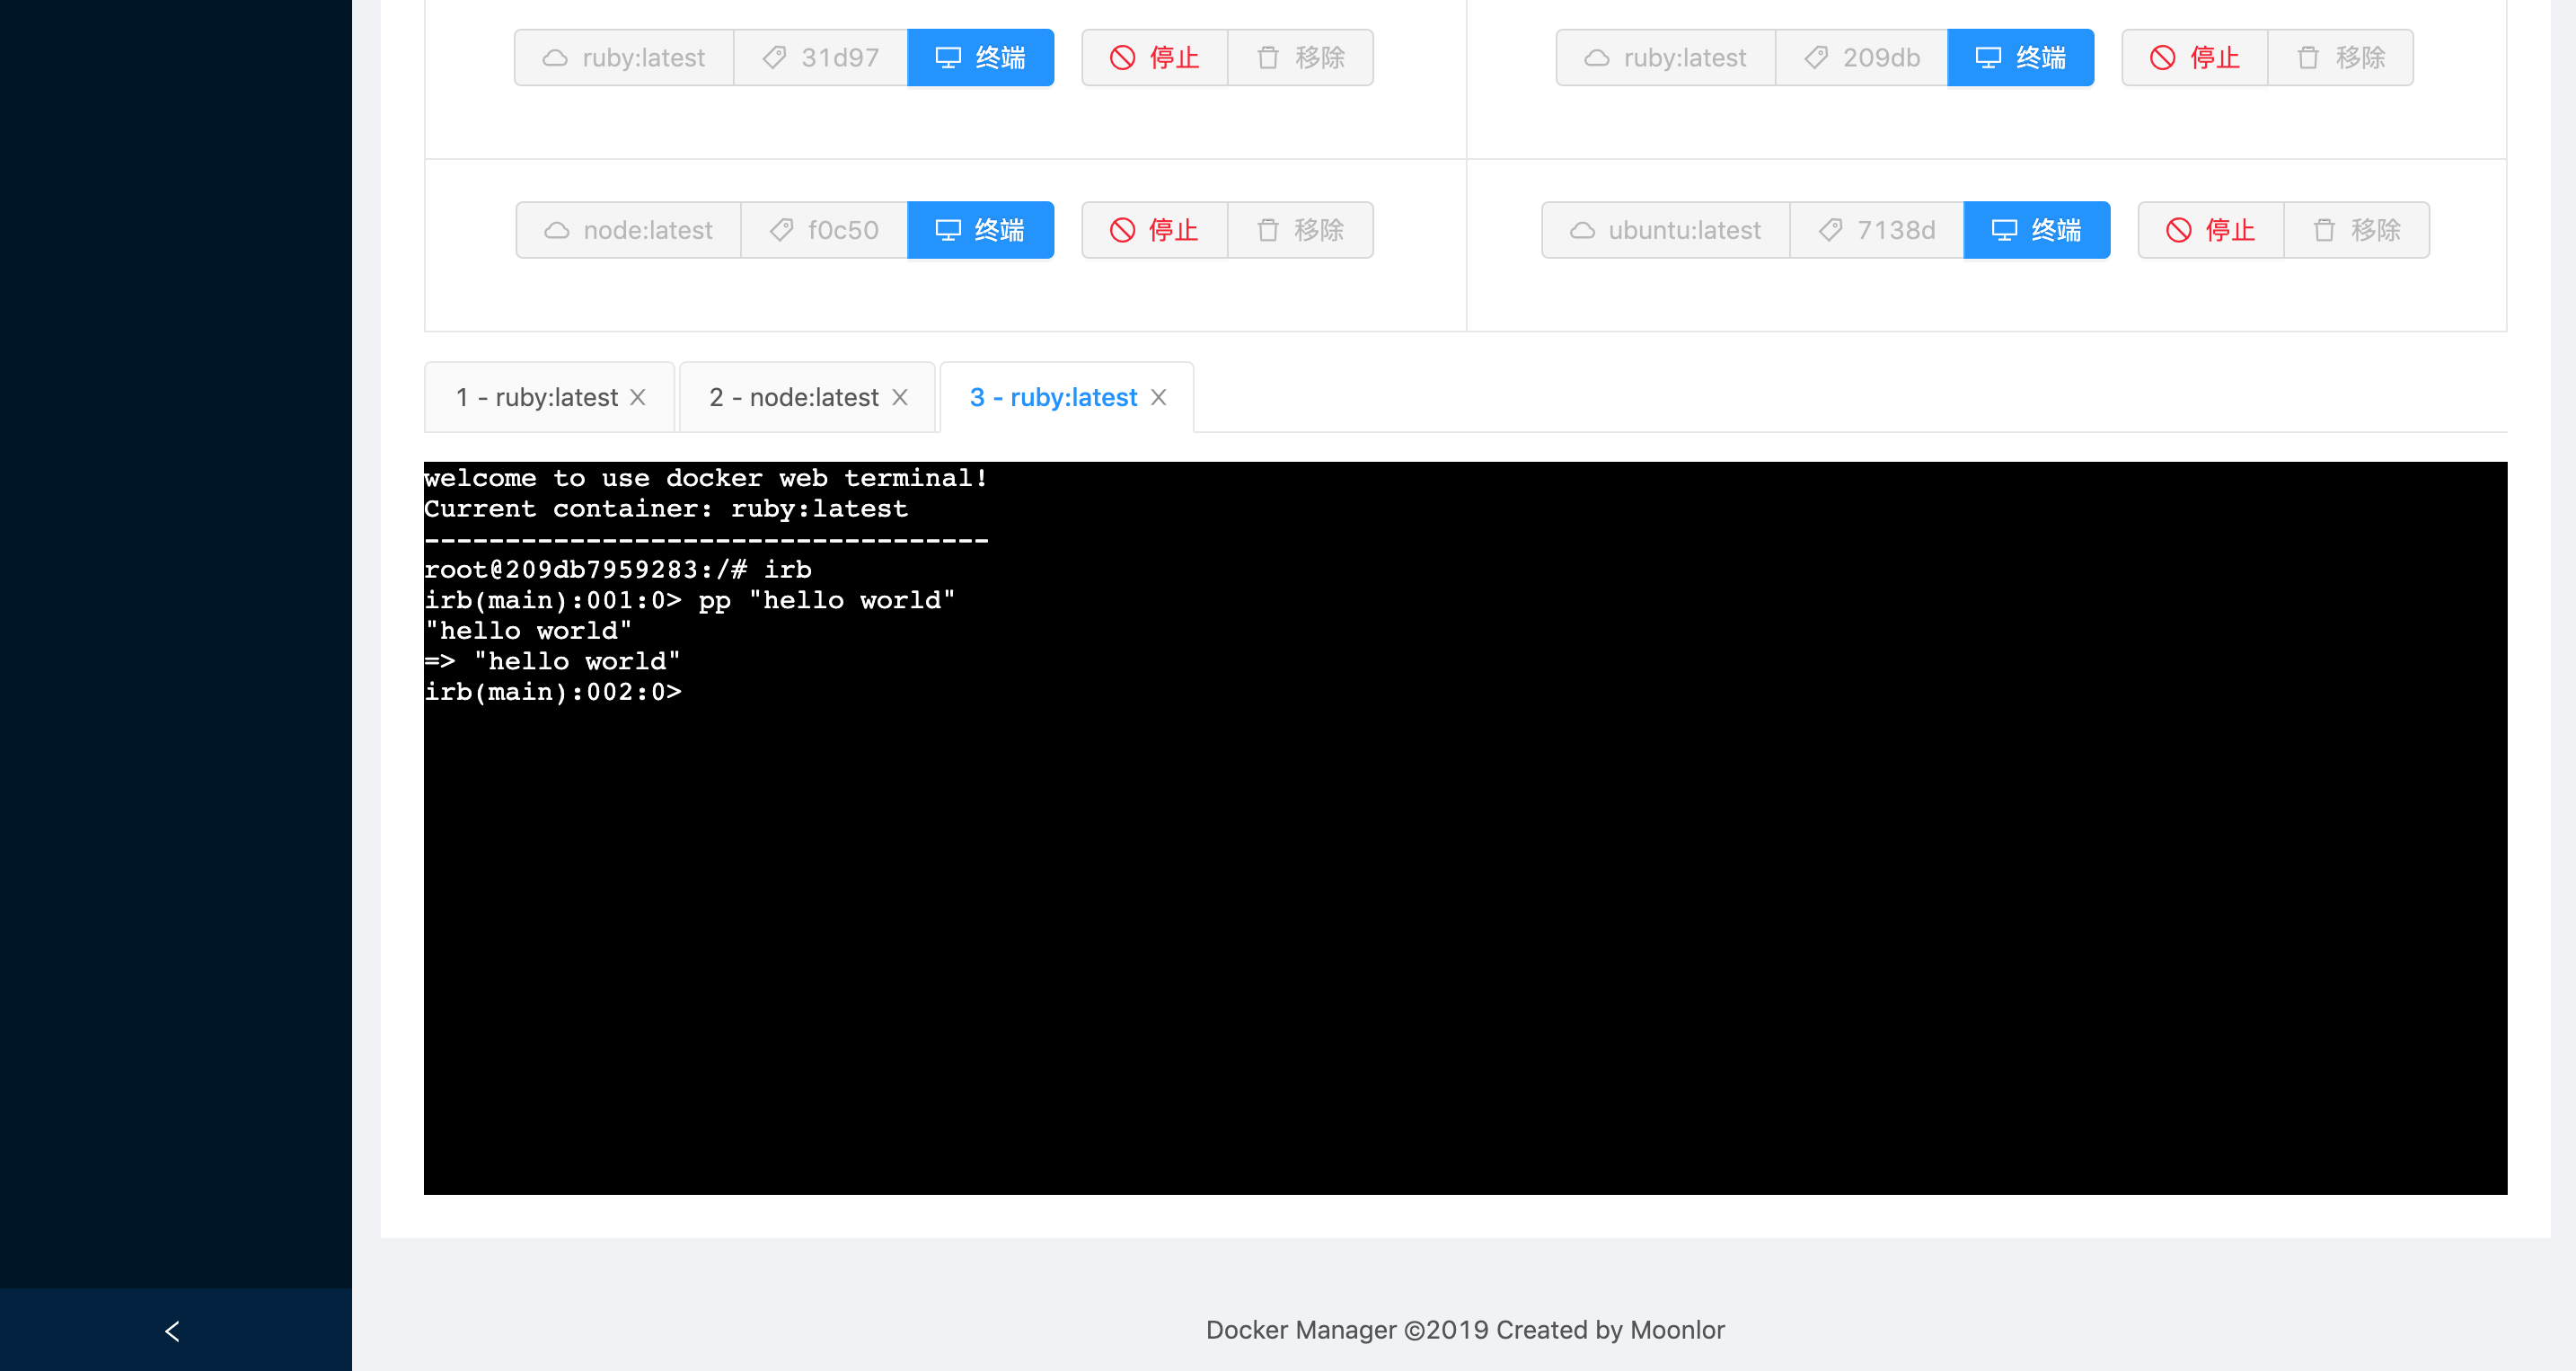 ruby:latest 31d97 终端 停止 移除 ruby:latest 209db 终端 停止 移除
node:latest f0c50 终端 停止 移除 ubuntu:latest 7138d 终端 停止 移除
1 - ruby:latest 2 - node:latest 3 - ruby:latest
welcome to use docker web terminal!
Current container: ruby:latest
-----------------------------------
root@209db7959283:/# irb
irb(main):001:0> pp "hello world"
"hello world"
=> "hello world"
irb(main):002:0>
Docker Manager ©2019 Created by Moonlor